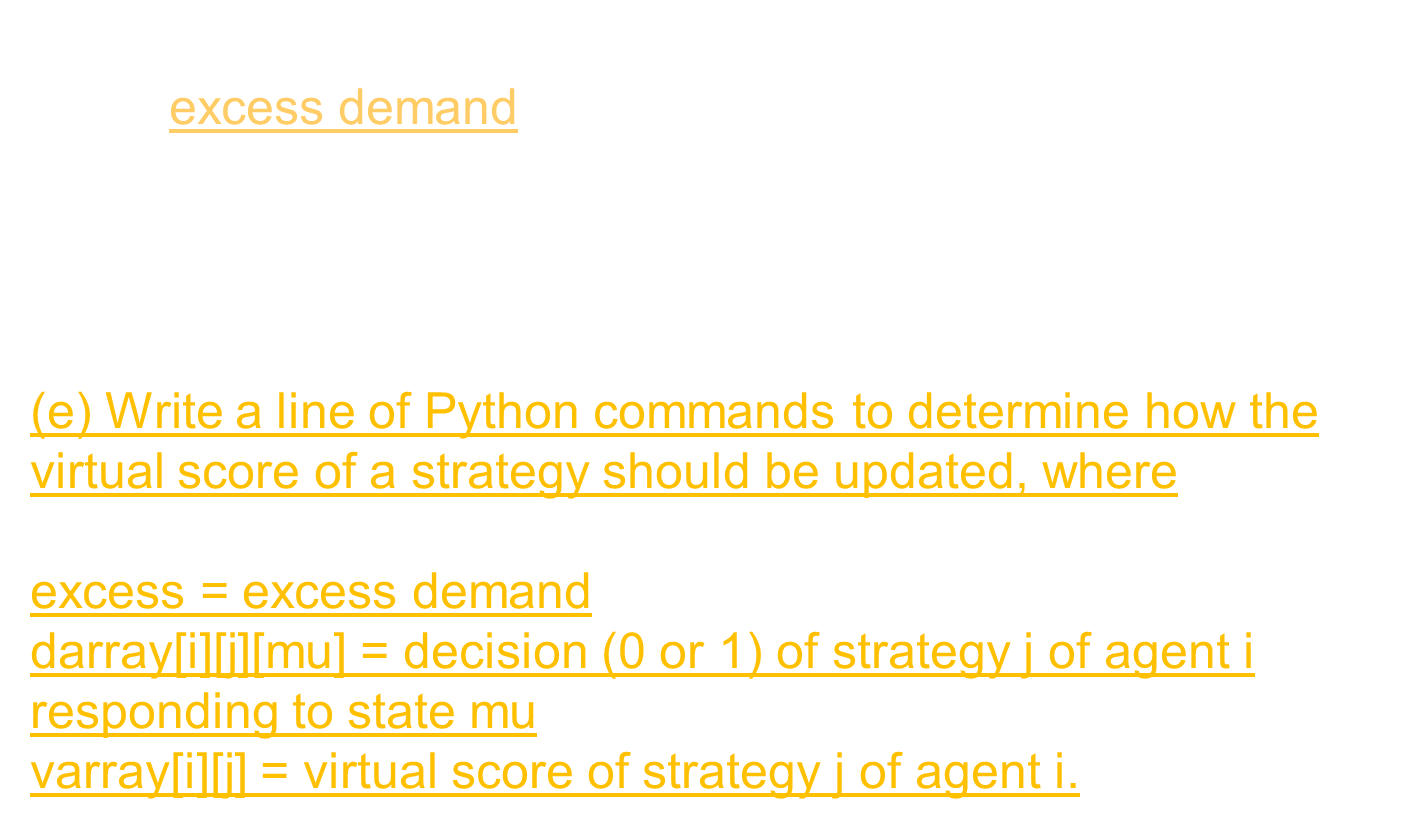 excess demand
(e) Write a line of Python commands to determine how the
virtual score of a strategy should be updated, where
excess = excess demand
darray[i][j][mu] = decision (0 or 1) of strategy j of agent i
responding to state mu
varray[i][j] = virtual score of strategy j of agent i.